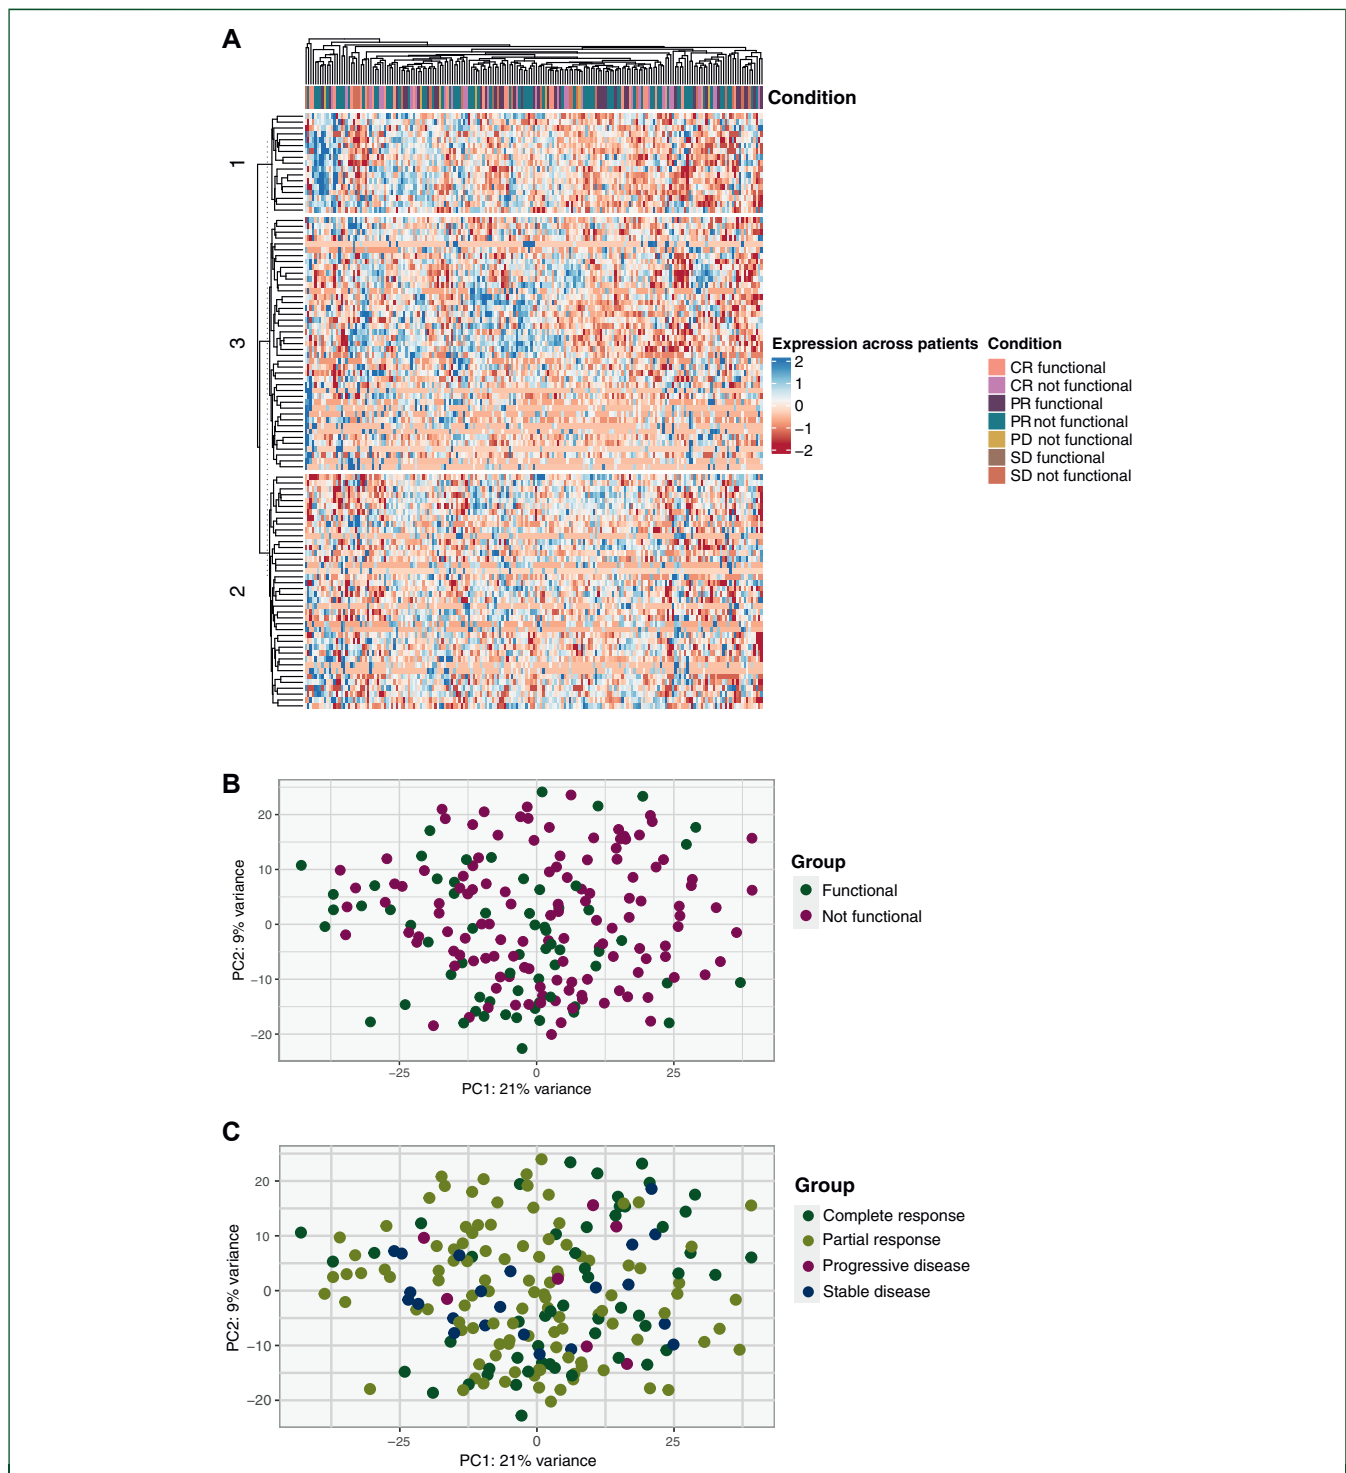 A
Condition
1
3
2
Expression across patients
2
1
0
−1
−2
Condition
CR functional
CR not functional
PR functional
PR not functional
PD not functional
SD functional
SD not functional
B
20
10
0
−10
−20
PC2: 9% variance
−25
0
25
PC1: 21% variance
Group
Functional
Not functional
C
20
10
0
−10
−20
PC2: 9% variance
−25
0
25
PC1: 21% variance
Group
Complete response
Partial response
Progressive disease
Stable disease